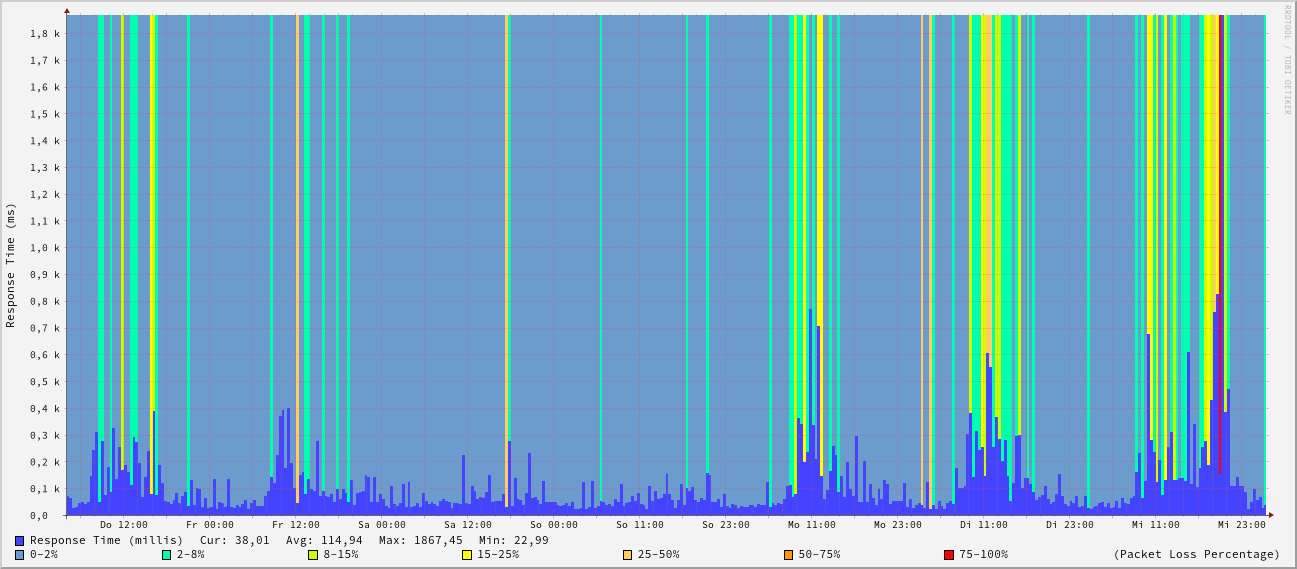 RRDTOOL / TOBI OETIKER
Response Time (ms)
1,8 k
1,7 k
1,6 k
1,5 k
1,4 k
1,3 k
1,2 k
1,1 k
1,0 k
0,9 k
0,8 k
0,7 k
0,6 k
0,5 k
0,4 k
0,3 k
0,2 k
0,1 k
0,0
Do 12:00 Fr 00:00 Fr 12:00 Sa 00:00 Sa 12:00 So 00:00 So 11:00 So 23:00 Mo 11:00 Mo 23:00 Di 11:00 Di 23:00 Mi 11:00 Mi 23:00
Response Time (millis) Cur: 38,01 Avg: 114,94 Max: 1867,45 Min: 22,99
0-2% 2-8% 8-15% 15-25% 25-50% 50-75% 75-100% (Packet Loss Percentage)